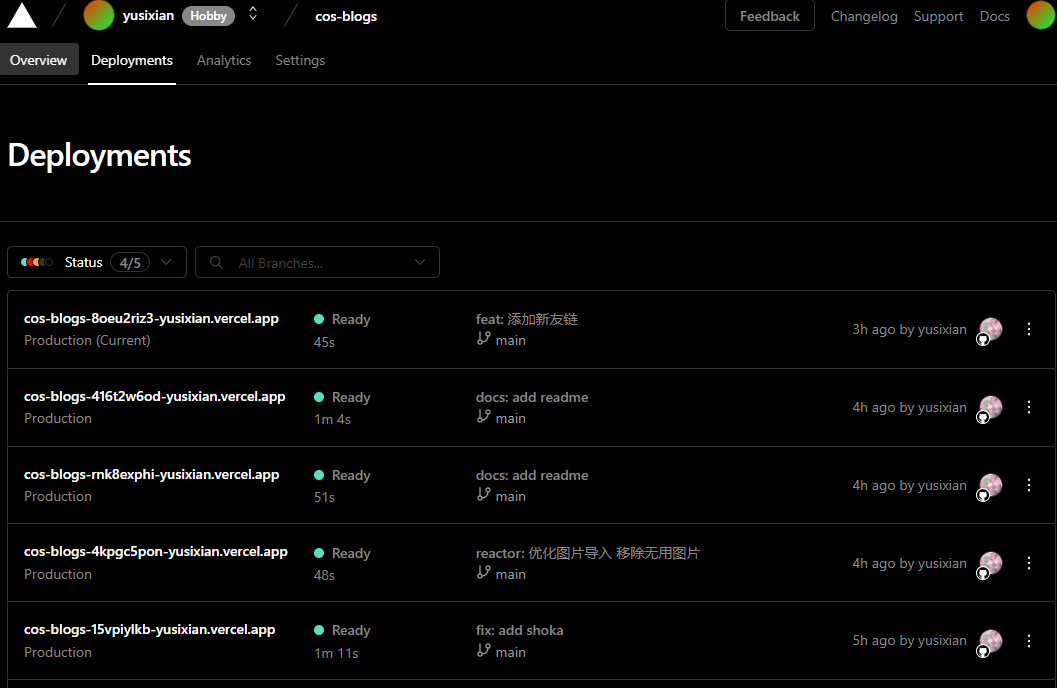 yusixian Hobby cos-blogs Feedback Changelog Support Docs
Overview Deployments Analytics Settings
Deployments
Status 4/5 All Branches...
cos-blogs-8oeu2riz3-yusixian.vercel.app Ready feat: 添加新友链 3h ago by yusixian
Production (Current) 45s main
cos-blogs-416t2w6od-yusixian.vercel.app Ready docs: add readme 4h ago by yusixian
Production 1m 4s main
cos-blogs-rnk8exphi-yusixian.vercel.app Ready docs: add readme 4h ago by yusixian
Production 51s main
cos-blogs-4kpgc5pon-yusixian.vercel.app Ready reactor: 优化图片导入 移除无用图片 4h ago by yusixian
Production 48s main
cos-blogs-15vpiylkb-yusixian.vercel.app Ready fix: add shoka 5h ago by yusixian
Production 1m 11s main